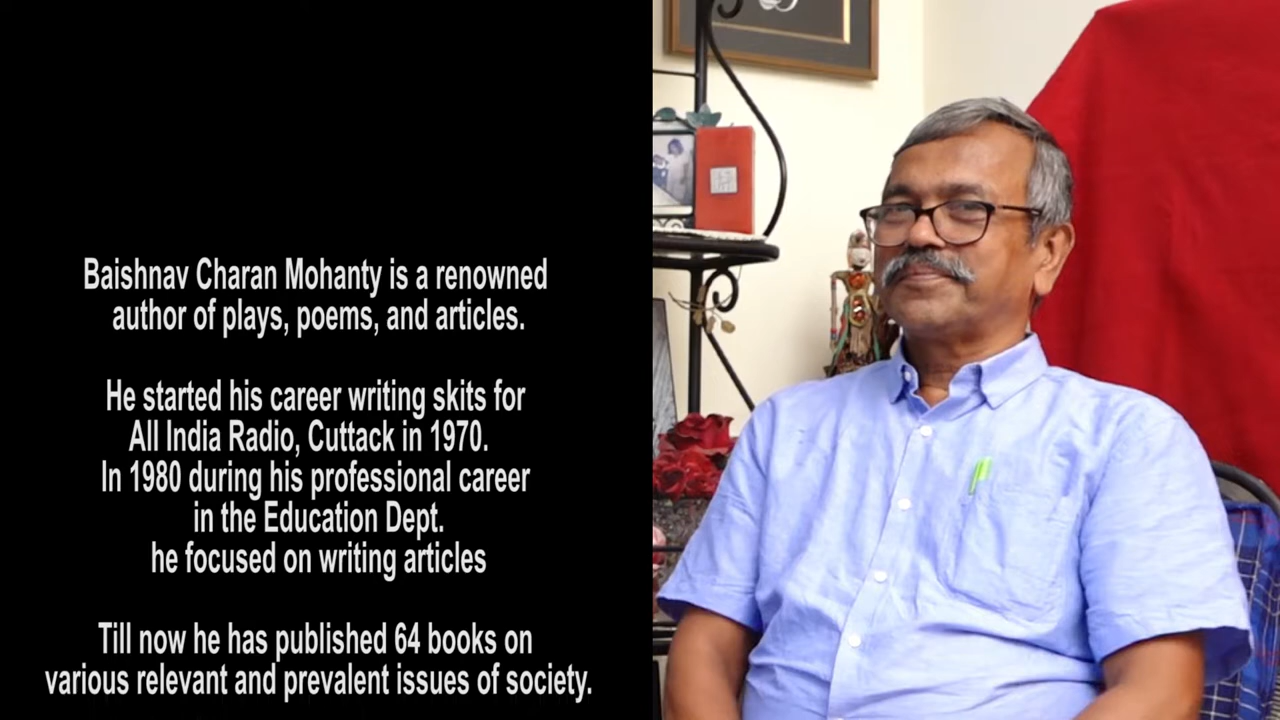 Baishnav Charan Mohanty is a renowned
author of plays, poems, and articles.
He started his career writing skits for
All India Radio, Cuttack in 1970.
In 1980 during his professional career
in the Education Dept.
he focused on writing articles
Till now he has published 64 books on
various relevant and prevalent issues of society.